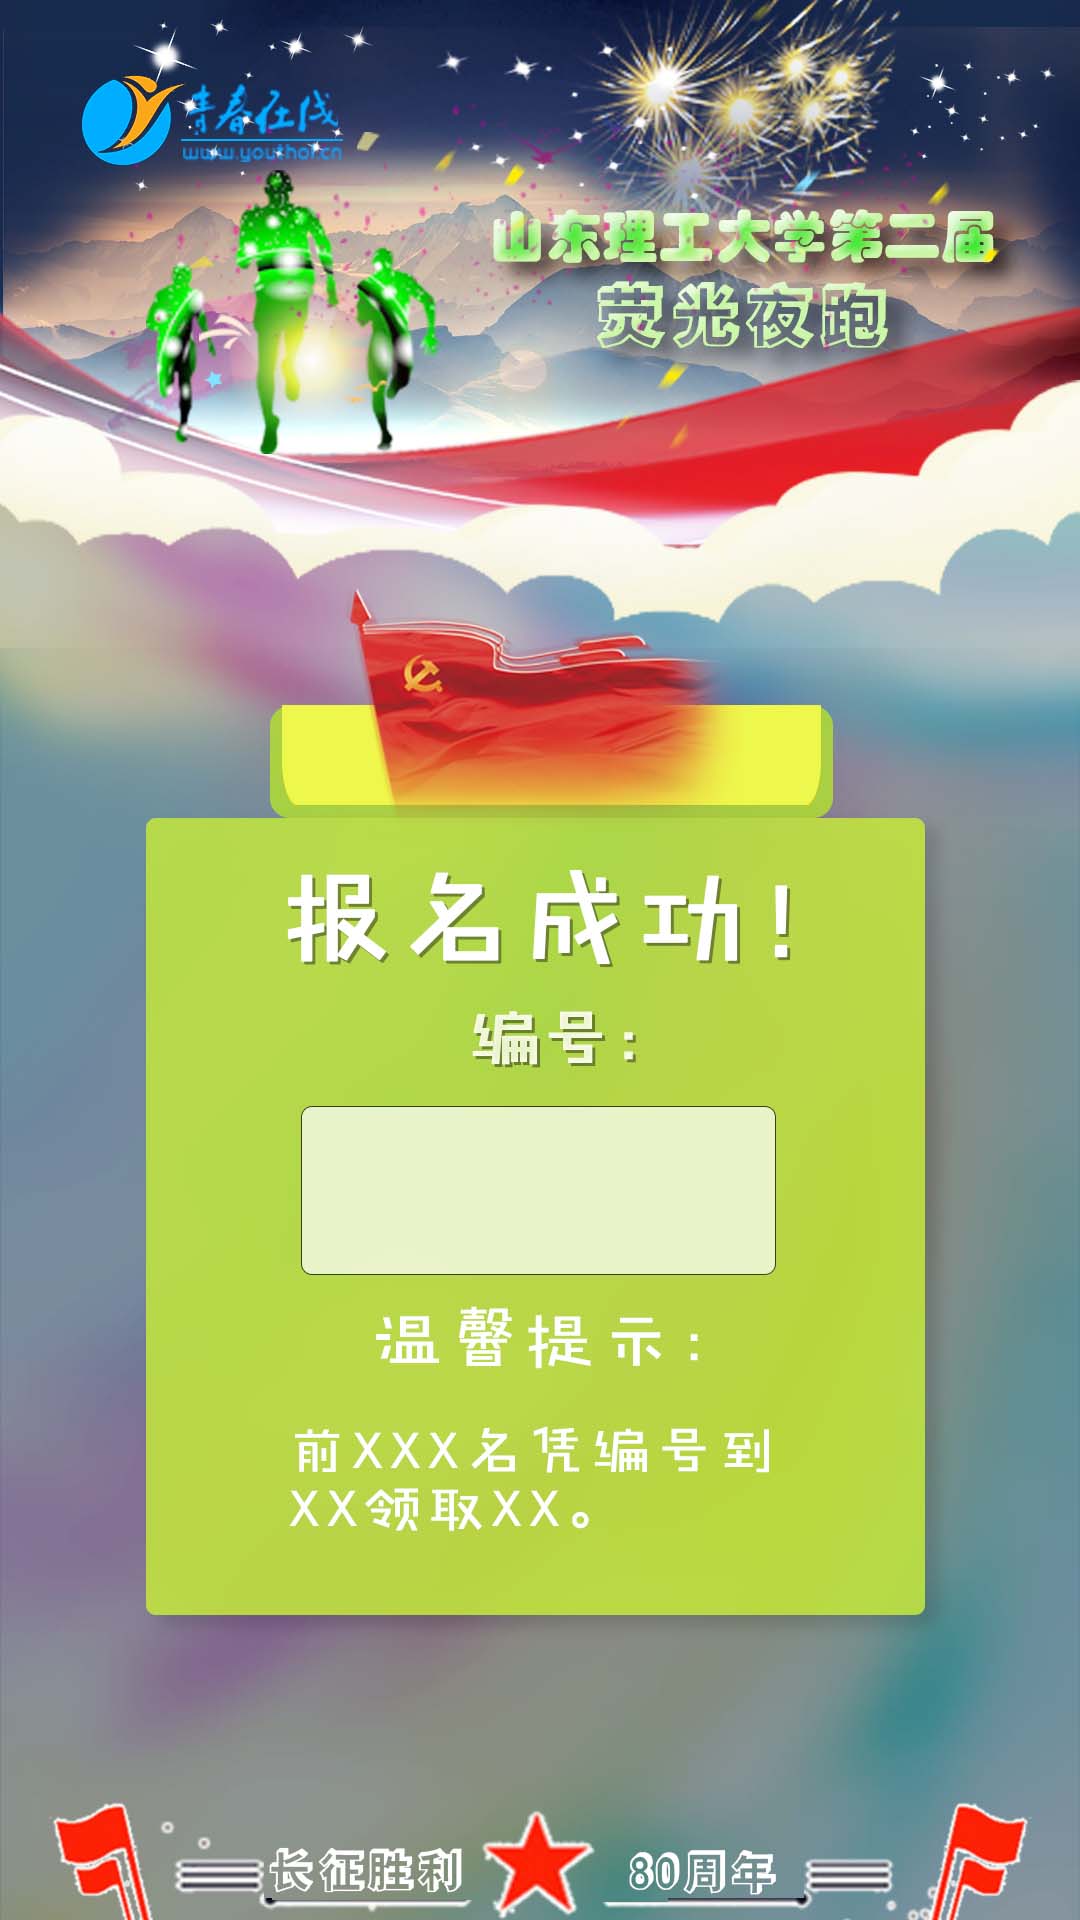 青春在线
www.youthol.cn
山东理工大学第二届
荧光夜跑
报名成功!
编号:
温馨提示:
前XXX名凭编号到
XX领取XX。
长征胜利 80周年